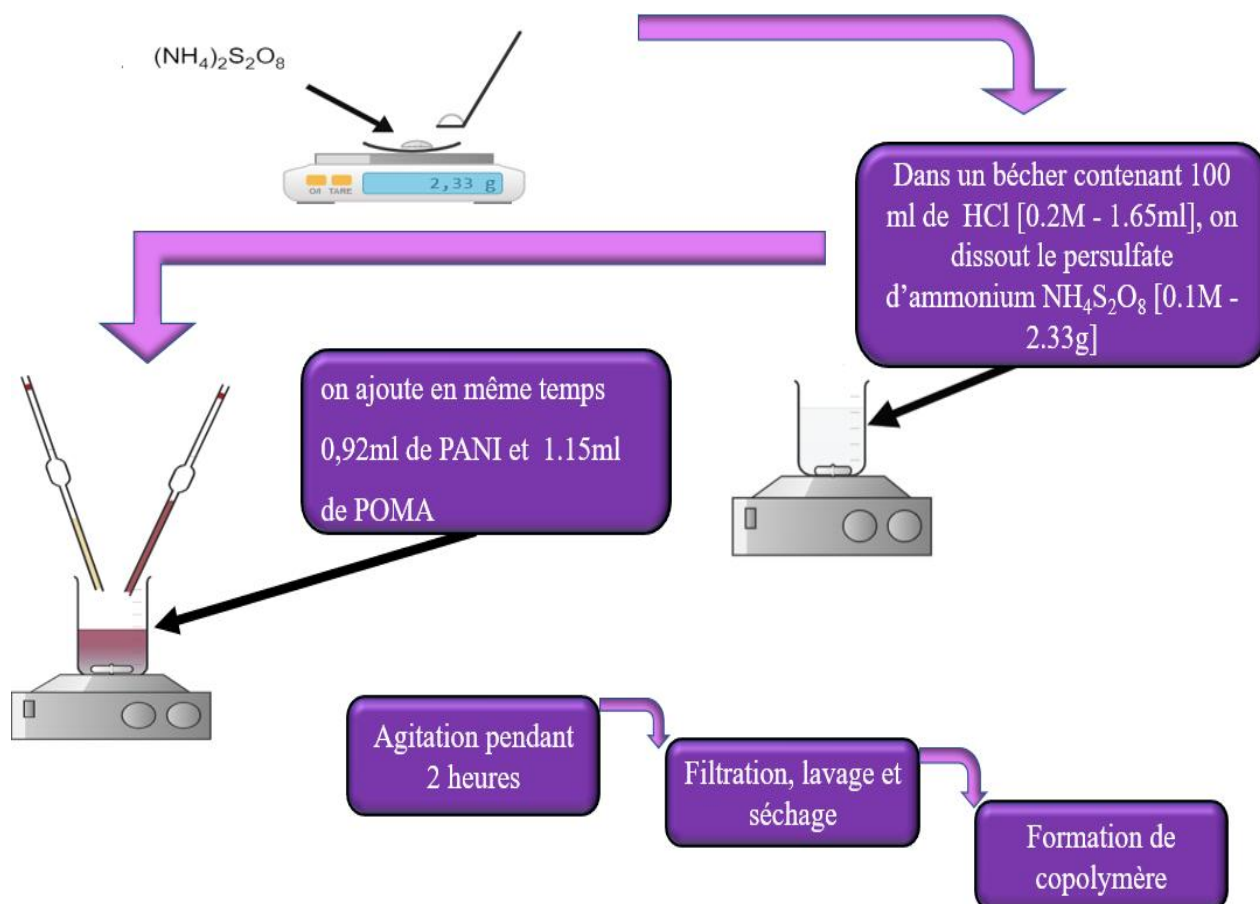 (NH4)2S2O8
O/I TARE 2,33 g
Dans un bécher contenant 100
ml de HCl [0.2M - 1.65ml], on
dissout le persulfate
d’ammonium NH₄S₂O₈ [0.1M -
2.33g]
on ajoute en même temps
0,92ml de PANI et 1.15ml
de POMA
Agitation pendant
2 heures
Filtration, lavage et
séchage
Formation de
copolymère